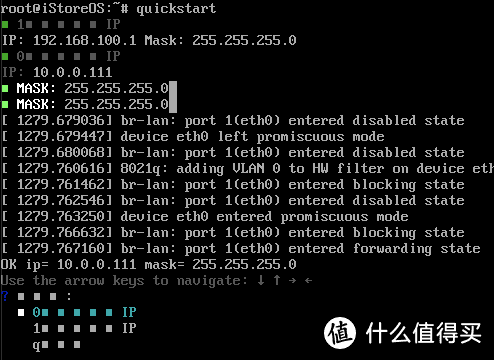 root@iStoreOS:~# quickstart
■ 1■ ■ ■ ■ ■ IP
IP: 192.168.100.1 Mask: 255.255.255.0
■ 0■ ■ ■ ■ ■ IP
IP: 10.0.0.111
■ MASK: 255.255.255.0
■ MASK: 255.255.255.0
[ 1279.679036] br-lan: port 1(eth0) entered disabled state
[ 1279.679447] device eth0 left promiscuous mode
[ 1279.680068] br-lan: port 1(eth0) entered disabled state
[ 1279.760616] 8021q: adding VLAN 0 to HW filter on device eth
[ 1279.761462] br-lan: port 1(eth0) entered blocking state
[ 1279.762546] br-lan: port 1(eth0) entered disabled state
[ 1279.763250] device eth0 entered promiscuous mode
[ 1279.766632] br-lan: port 1(eth0) entered blocking state
[ 1279.767160] br-lan: port 1(eth0) entered forwarding state
OK ip= 10.0.0.111 mask= 255.255.255.0
Use the arrow keys to navigate: ↓ ↑ → ←
? ■ ■ ■ ■ :
■ 0■ ■ ■ ■ ■ ■ IP
1■ ■ ■ ■ ■ IP
q■ ■ ■
值 什么值得买